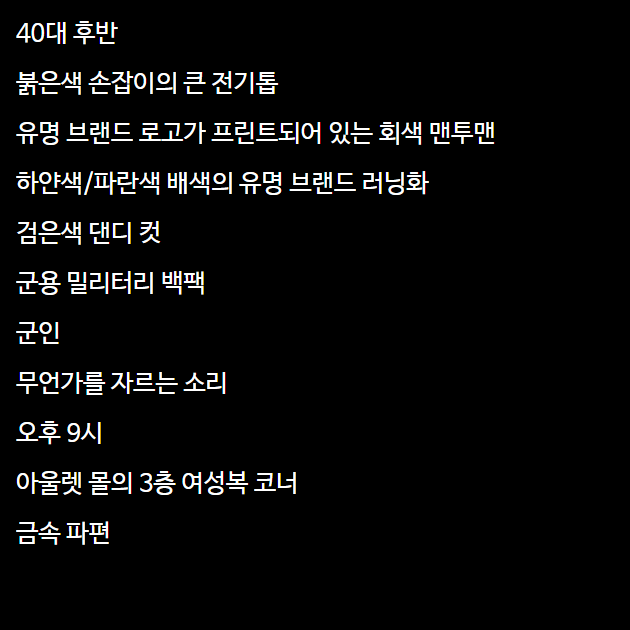 40대 후반
붉은색 손잡이의 큰 전기톱
유명 브랜드 로고가 프린트되어 있는 회색 맨투맨
하얀색/파란색 배색의 유명 브랜드 러닝화
검은색 댄디 컷
군용 밀리터리 백팩
군인
무언가를 자르는 소리
오후 9시
아울렛 몰의 3층 여성복 코너
금속 파편